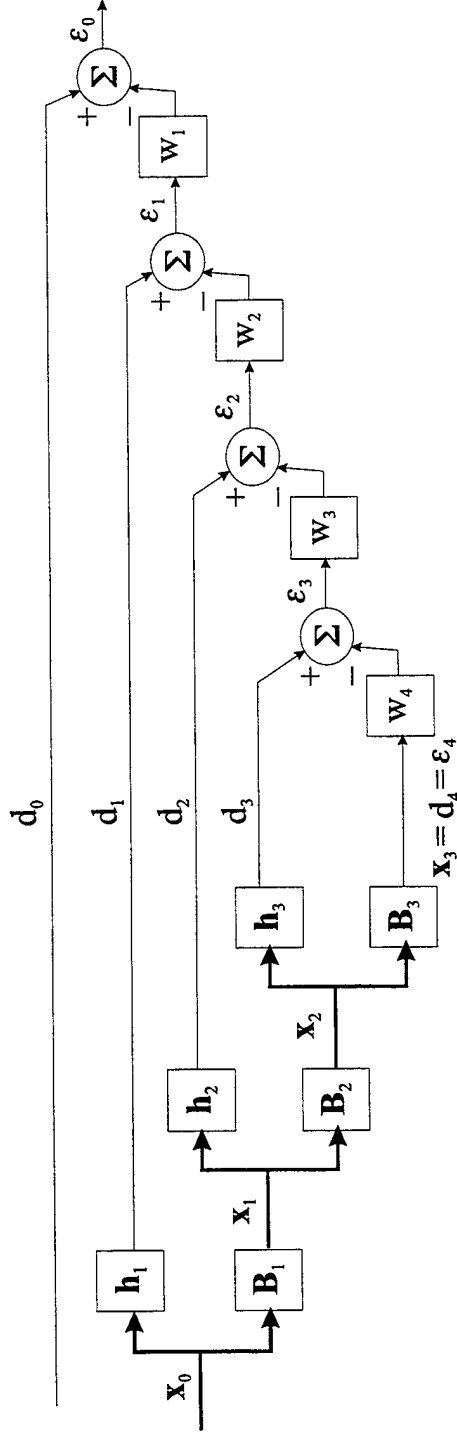 d₀
ε₀
Σ
+
−
w₁
d₁
ε₁
Σ
+
−
w₂
h₁
d₂
ε₂
Σ
+
−
w₃
x₀
B₁
x₁
h₂
d₃
ε₃
Σ
+
−
w₄
B₂
x₂
h₃
B₃
x₃ = d₄ = ε₄